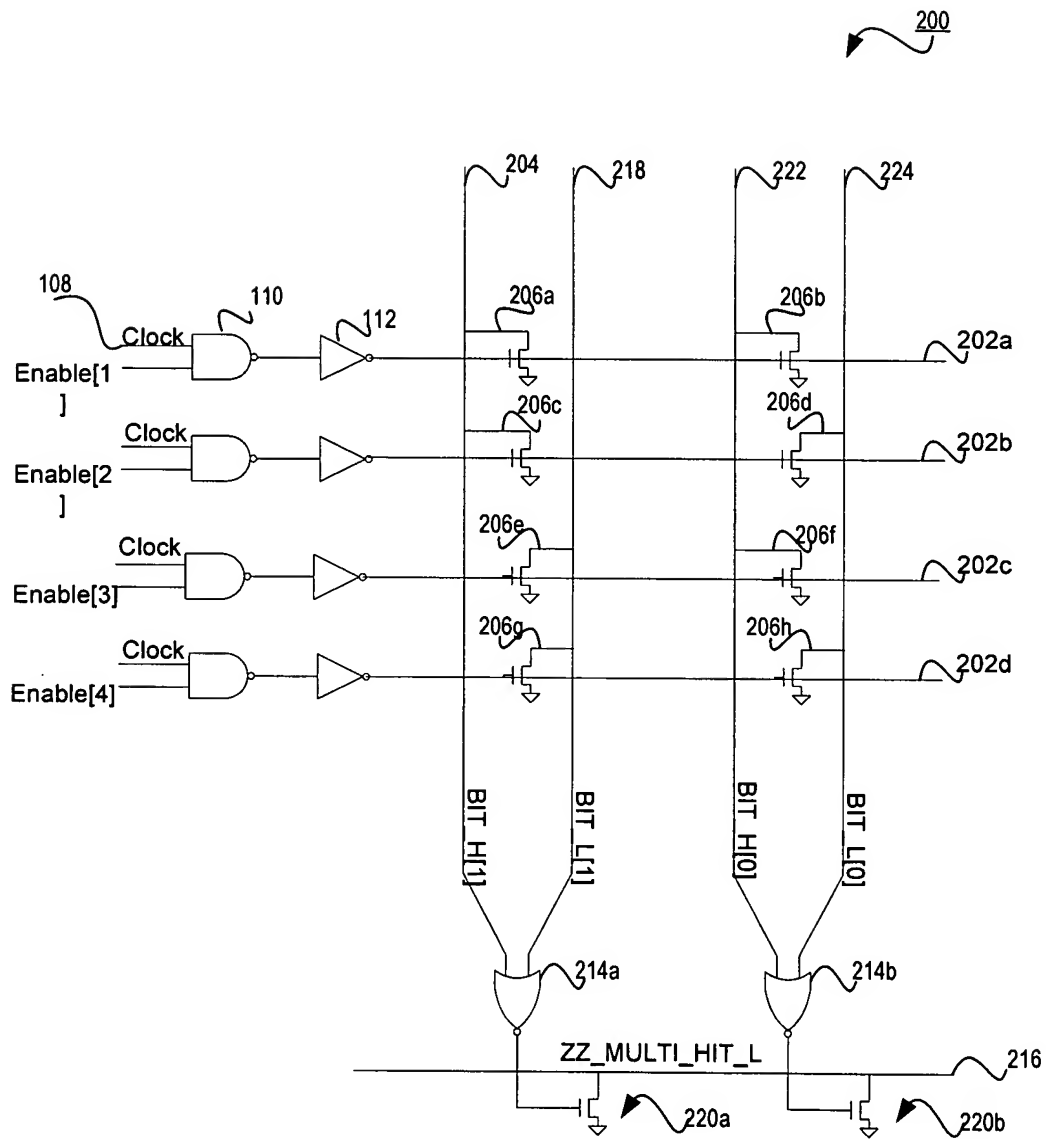 200
204
218
222
224
108
110
112
206a
206b
202a
Clock
Enable[1
]
206c
206d
202b
Clock
Enable[2
]
206e
206f
202c
Clock
Enable[3]
206g
206h
202d
Clock
Enable[4]
BIT_H[1]
BIT_L[1]
BIT_H[0]
BIT_L[0]
214a
214b
ZZ_MULTI_HIT_L
216
220a
220b